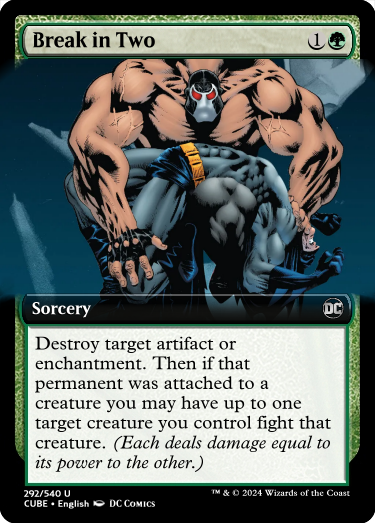 Break in Two
1
Sorcery
DC
Destroy target artifact or
enchantment. Then if that
permanent was attached to a
creature you may have up to one
target creature you control fight that
creature. (Each deals damage equal to
its power to the other.)
292/540 U
™ & © 2024 Wizards of the Coast
CUBE • English DC Comics